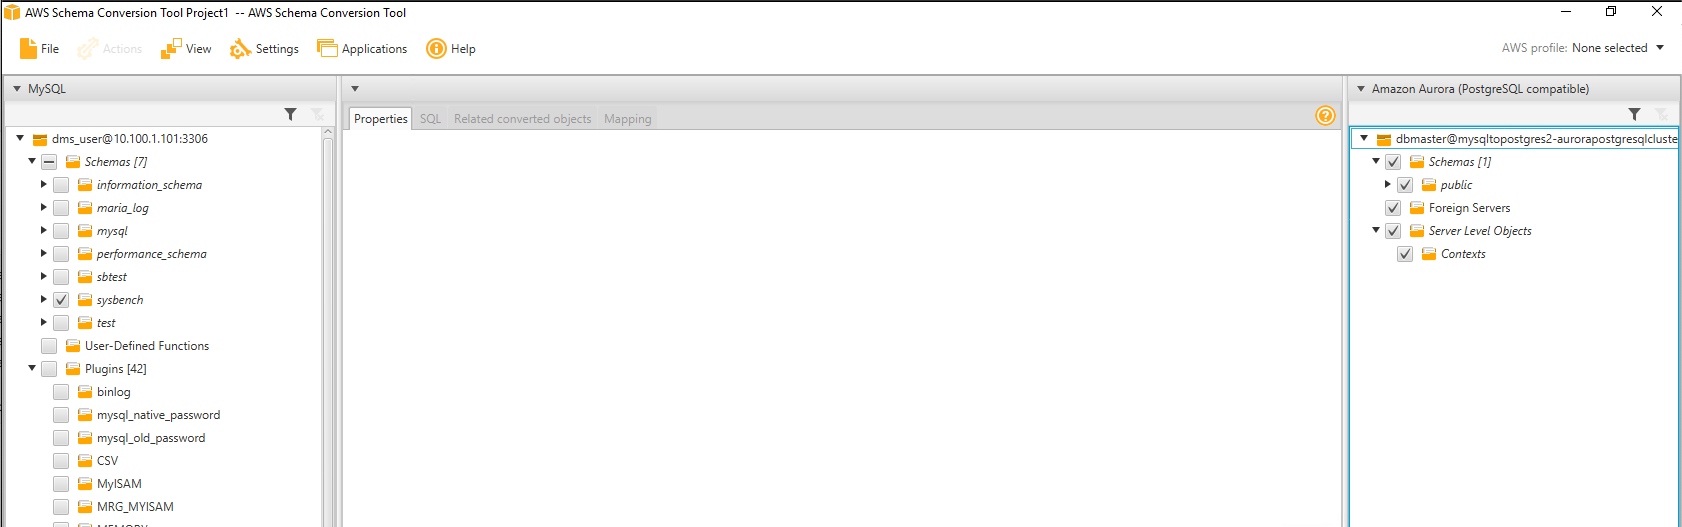 AWS Schema Conversion Tool Project1 -- AWS Schema Conversion Tool
File Actions View Settings Applications Help AWS profile: None selected
MySQL
dms_user@10.100.1.101:3306
Schemas [7]
information_schema
maria_log
mysql
performance_schema
sbtest
sysbench
test
User-Defined Functions
Plugins [42]
binlog
mysql_native_password
mysql_old_password
CSV
MyISAM
MRG_MYISAM
Properties SQL Related converted objects Mapping
Amazon Aurora (PostgreSQL compatible)
dbmaster@mysqltopostgres2-aurorapostgresqlcluste
Schemas [1]
public
Foreign Servers
Server Level Objects
Contexts